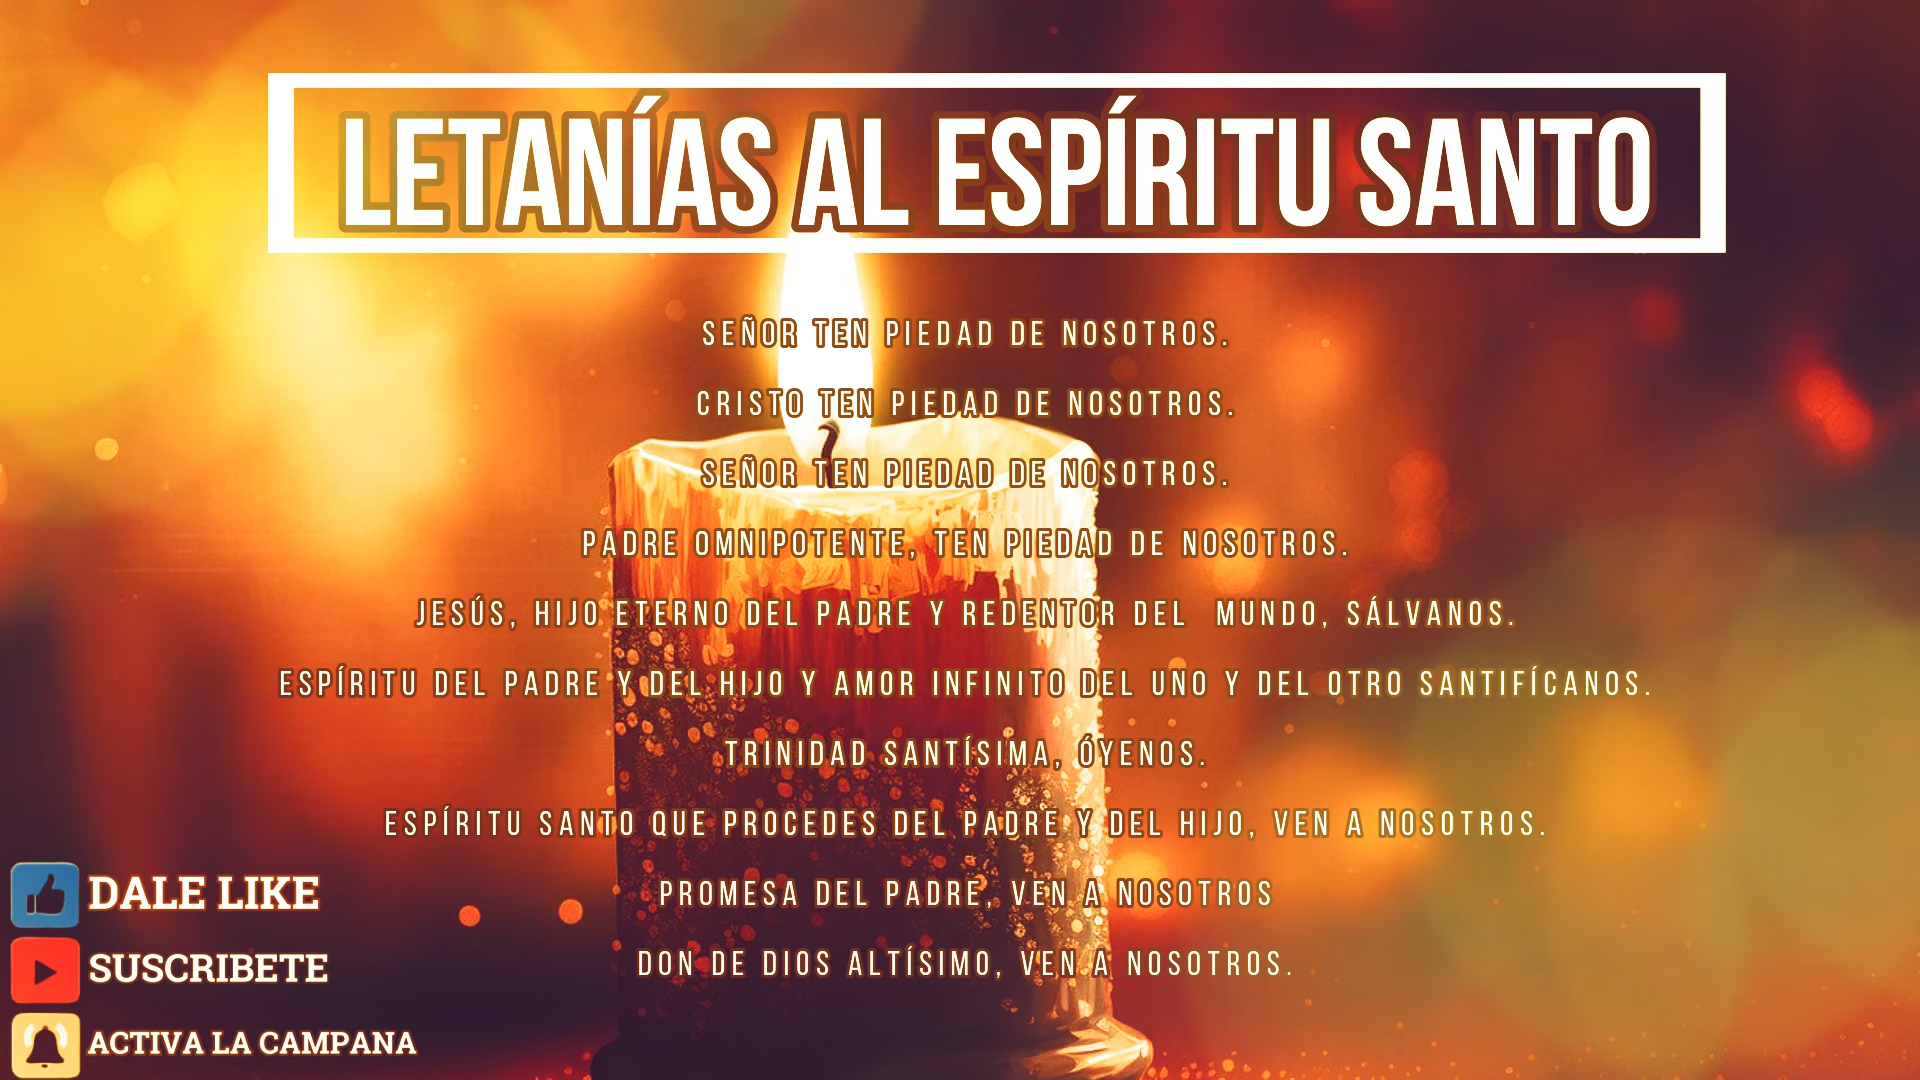 LETANÍAS AL ESPÍRITU SANTO
SEÑOR TEN PIEDAD DE NOSOTROS.
CRISTO TEN PIEDAD DE NOSOTROS.
SEÑOR TEN PIEDAD DE NOSOTROS.
PADRE OMNIPOTENTE, TEN PIEDAD DE NOSOTROS.
JESÚS, HIJO ETERNO DEL PADRE Y REDENTOR DEL  MUNDO, SÁLVANOS.
ESPÍRITU DEL PADRE Y DEL HIJO Y AMOR INFINITO DEL UNO Y DEL OTRO SANTIFÍCANOS.
TRINIDAD SANTÍSIMA, ÓYENOS.
ESPÍRITU SANTO QUE PROCEDES DEL PADRE Y DEL HIJO, VEN A NOSOTROS.
PROMESA DEL PADRE, VEN A NOSOTROS
DON DE DIOS ALTÍSIMO, VEN A NOSOTROS.
DALE LIKE
SUSCRIBETE
ACTIVA LA CAMPANA